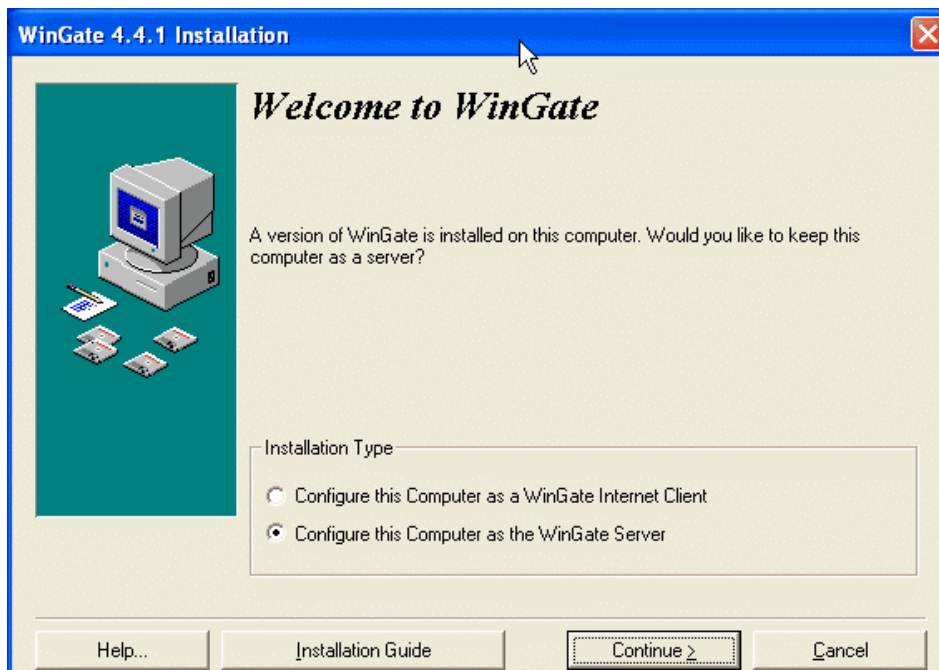 WinGate 4.4.1 Installation
Welcome to WinGate
A version of WinGate is installed on this computer. Would you like to keep this
computer as a server?
Installation Type
Configure this Computer as a WinGate Internet Client
Configure this Computer as the WinGate Server
Help... Installation Guide Continue > Cancel